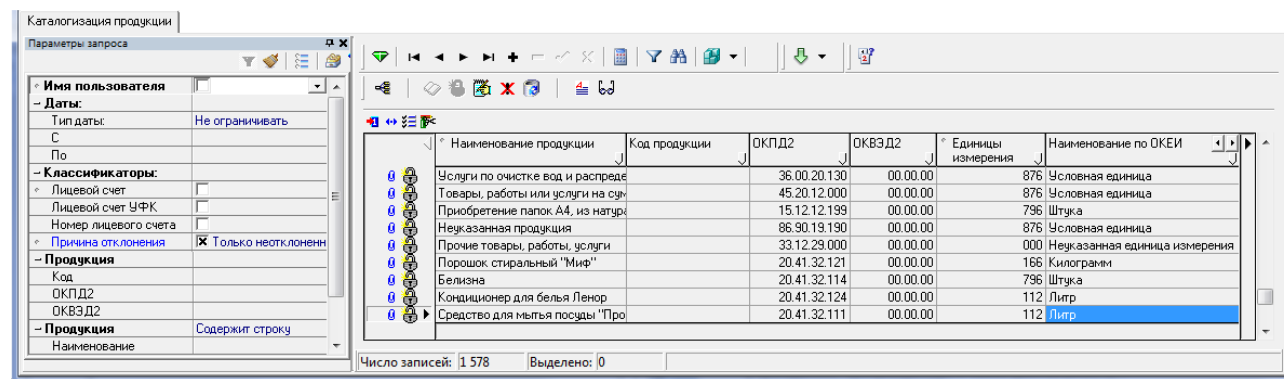 Каталогизация продукции
Параметры запроса
Имя пользователя
Даты:
Тип даты: Не ограничивать
С
По
Классификаторы:
Лицевой счет
Лицевой счет УФК
Номер лицевого счета
Причина отклонения Только неотклоненн
Продукция
Код
ОКПД2
ОКВЭД2
Продукция Содержит строку
Наименование
Наименование продукции Код продукции ОКПД2 ОКВЭД2 Единицы измерения Наименование по ОКЕИ
Услуги по очистке вод и распреде 36.00.20.130 00.00.00 876 Условная единица
Товары, работы или услуги на сум 45.20.12.000 00.00.00 876 Условная единица
Приобретение папок А4, из натура 15.12.12.199 00.00.00 796 Штука
Неуказанная продукция 86.90.19.190 00.00.00 876 Условная единица
Прочие товары, работы, услуги 33.12.29.000 00.00.00 000 Неуказанная единица измерения
Порошок стиральный "Миф" 20.41.32.121 00.00.00 166 Килограмм
Белизна 20.41.32.114 00.00.00 796 Штука
Кондиционер для белья Ленор 20.41.32.124 00.00.00 112 Литр
Средство для мытья посуды "Про 20.41.32.111 00.00.00 112 Литр
Число записей: 1 578 Выделено: 0